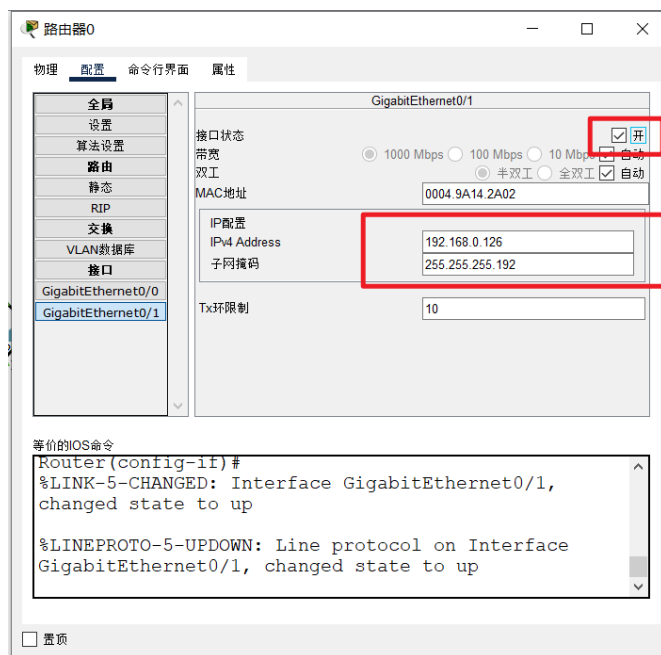 路由器0
物理 配置 命令行界面 属性
全局
设置
算法设置
路由
静态
RIP
交换
VLAN数据库
接口
GigabitEthernet0/0
GigabitEthernet0/1
GigabitEthernet0/1
接口状态 开
带宽 1000 Mbps 100 Mbps 10 Mbps 自动
双工 半双工 全双工 自动
MAC地址 0004.9A14.2A02
IP配置
IPv4 Address 192.168.0.126
子网掩码 255.255.255.192
Tx环限制 10
等价的IOS命令
Router(config-if)#
%LINK-5-CHANGED: Interface GigabitEthernet0/1,
changed state to up
%LINEPROTO-5-UPDOWN: Line protocol on Interface
GigabitEthernet0/1, changed state to up
置顶